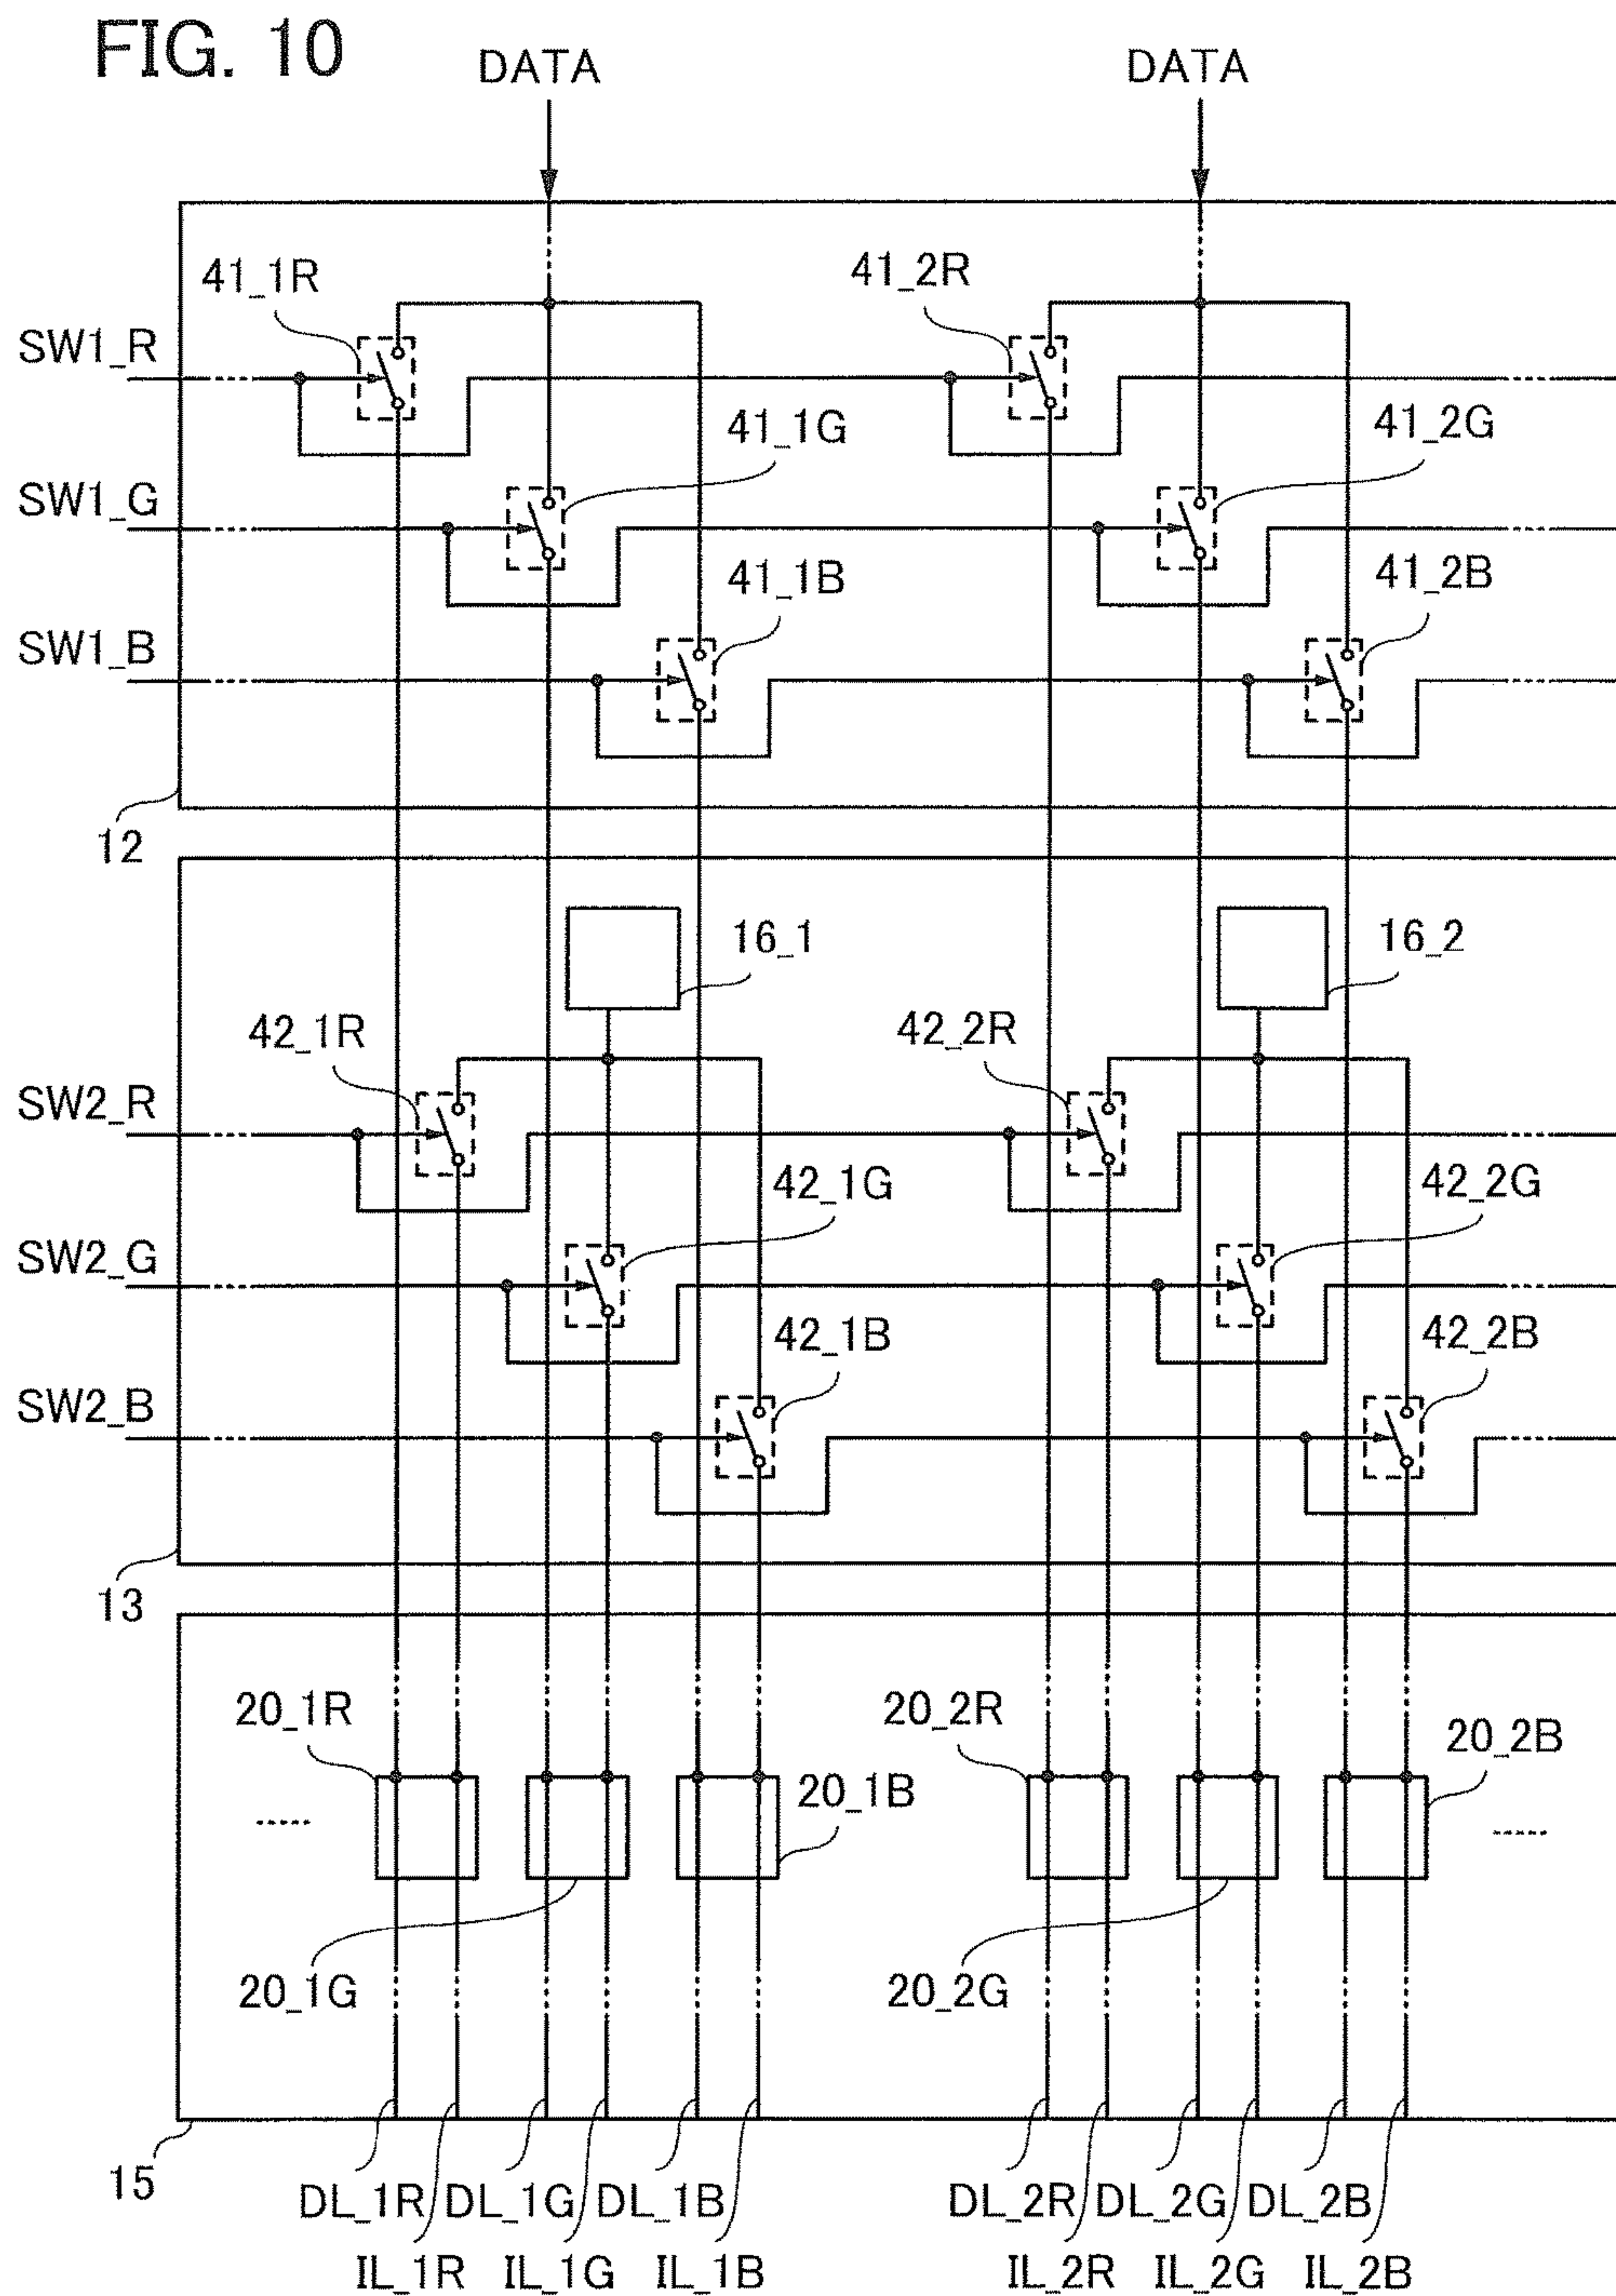 FIG. 10
DATA DATA
41_1R 41_2R
SW1_R
41_1G 41_2G
SW1_G
41_1B 41_2B
SW1_B
12
16_1 16_2
42_1R 42_2R
SW2_R
42_1G 42_2G
SW2_G
42_1B 42_2B
SW2_B
13
20_1R 20_2R 20_2B
20_1B
20_1G 20_2G
15
DL_1R DL_1G DL_1B DL_2R DL_2G DL_2B
IL_1R IL_1G IL_1B IL_2R IL_2G IL_2B